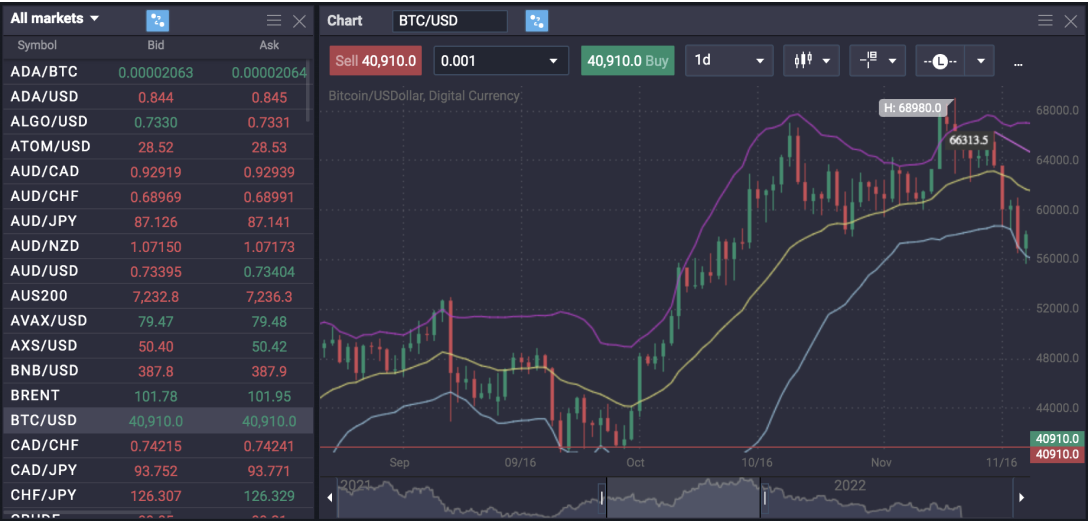 All markets
Symbol Bid Ask
ADA/BTC 0.00002063 0.00002064
ADA/USD 0.844 0.845
ALGO/USD 0.7330 0.7331
ATOM/USD 28.52 28.53
AUD/CAD 0.92919 0.92939
AUD/CHF 0.68969 0.68991
AUD/JPY 87.126 87.141
AUD/NZD 1.07150 1.07173
AUD/USD 0.73395 0.73404
AUS200 7,232.8 7,236.3
AVAX/USD 79.47 79.48
AXS/USD 50.40 50.42
BNB/USD 387.8 387.9
BRENT 101.78 101.95
BTC/USD 40,910.0 40,910.0
CAD/CHF 0.74215 0.74241
CAD/JPY 93.752 93.771
CHF/JPY 126.307 126.329
Chart BTC/USD
Sell 40,910.0 0.001 40,910.0 Buy 1d L ...
Bitcoin/USDollar, Digital Currency
H: 68980.0
66313.5
68000.0
64000.0
60000.0
56000.0
52000.0
48000.0
44000.0
40910.0
40910.0
Sep 09/16 Oct 10/16 Nov 11/16
2021 2022